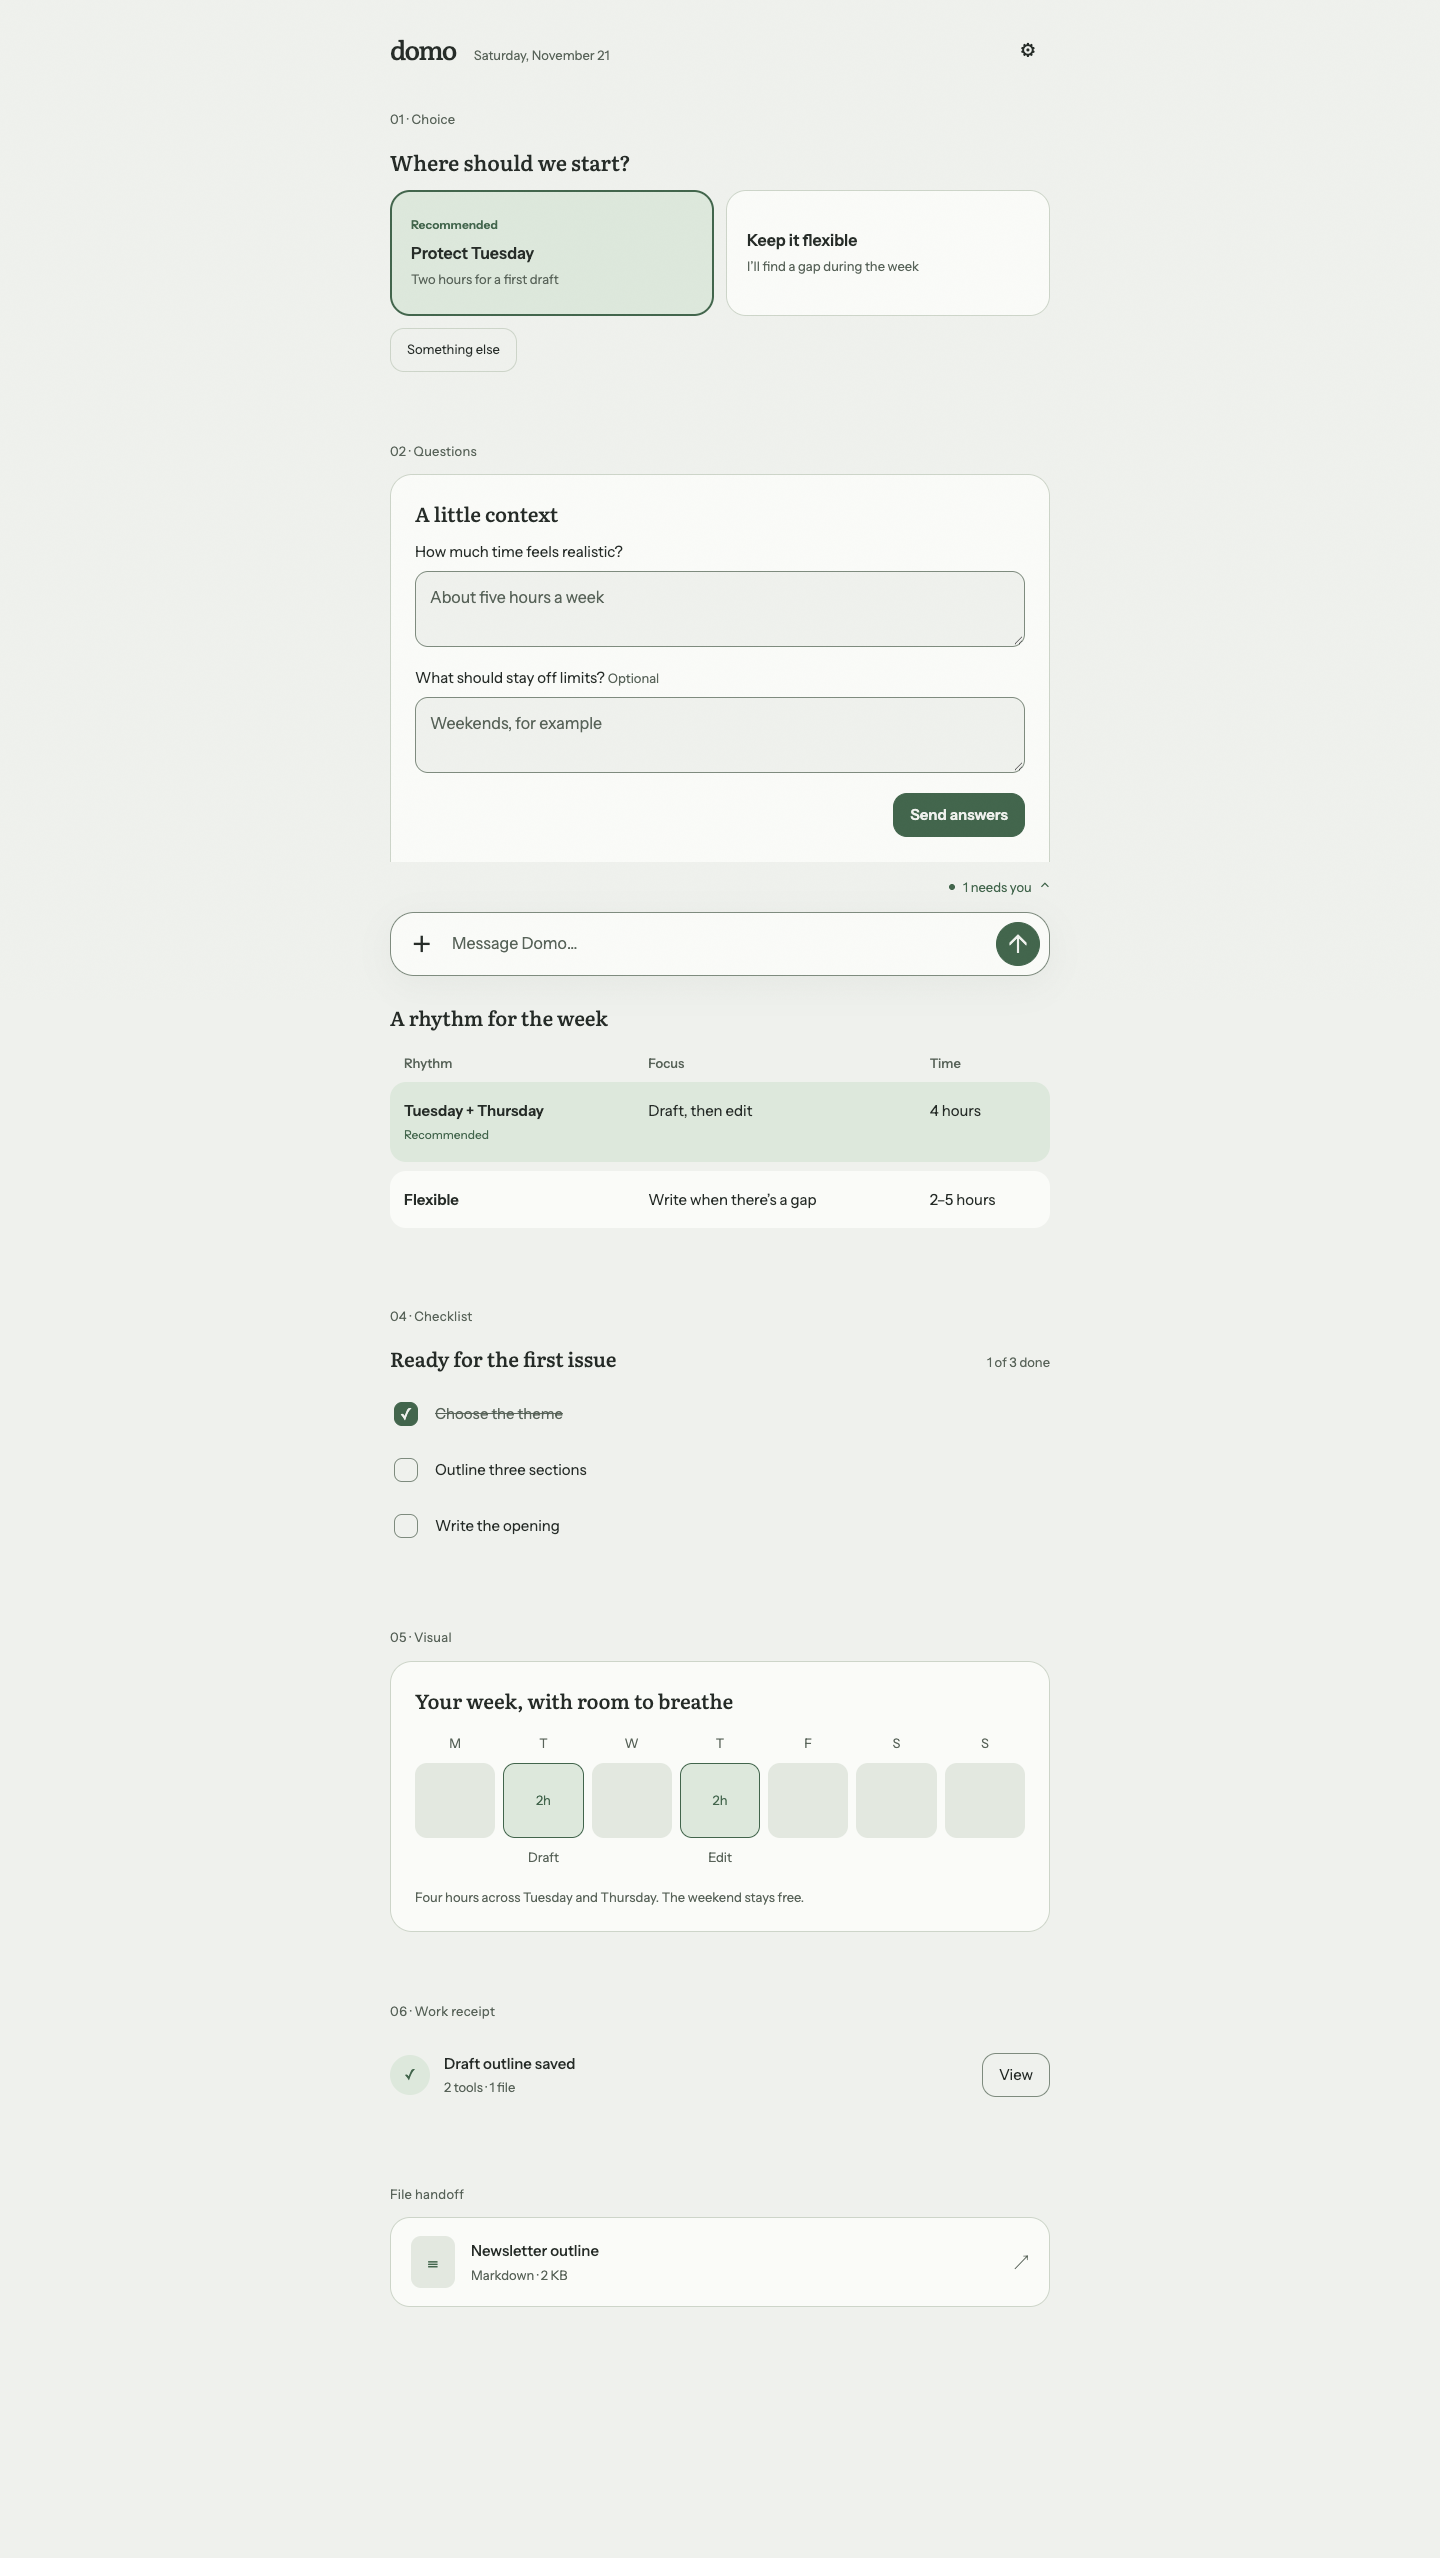 domo
Saturday, November 21
01 · Choice
Where should we start?
Recommended
Protect Tuesday
Two hours for a first draft
Keep it flexible
I'll find a gap during the week
Something else
02 · Questions
A little context
How much time feels realistic?
About five hours a week
What should stay off limits? Optional
Weekends, for example
Send answers
1 needs you
Message Domo...
A rhythm for the week
Rhythm Focus Time
Tuesday + Thursday Draft, then edit 4 hours
Recommended
Flexible Write when there's a gap 2–5 hours
04 · Checklist
Ready for the first issue
1 of 3 done
Choose the theme
Outline three sections
Write the opening
05 · Visual
Your week, with room to breathe
M T W T F S S
2h 2h
Draft Edit
Four hours across Tuesday and Thursday. The weekend stays free.
06 · Work receipt
Draft outline saved
2 tools · 1 file
View
File handoff
Newsletter outline
Markdown · 2 KB